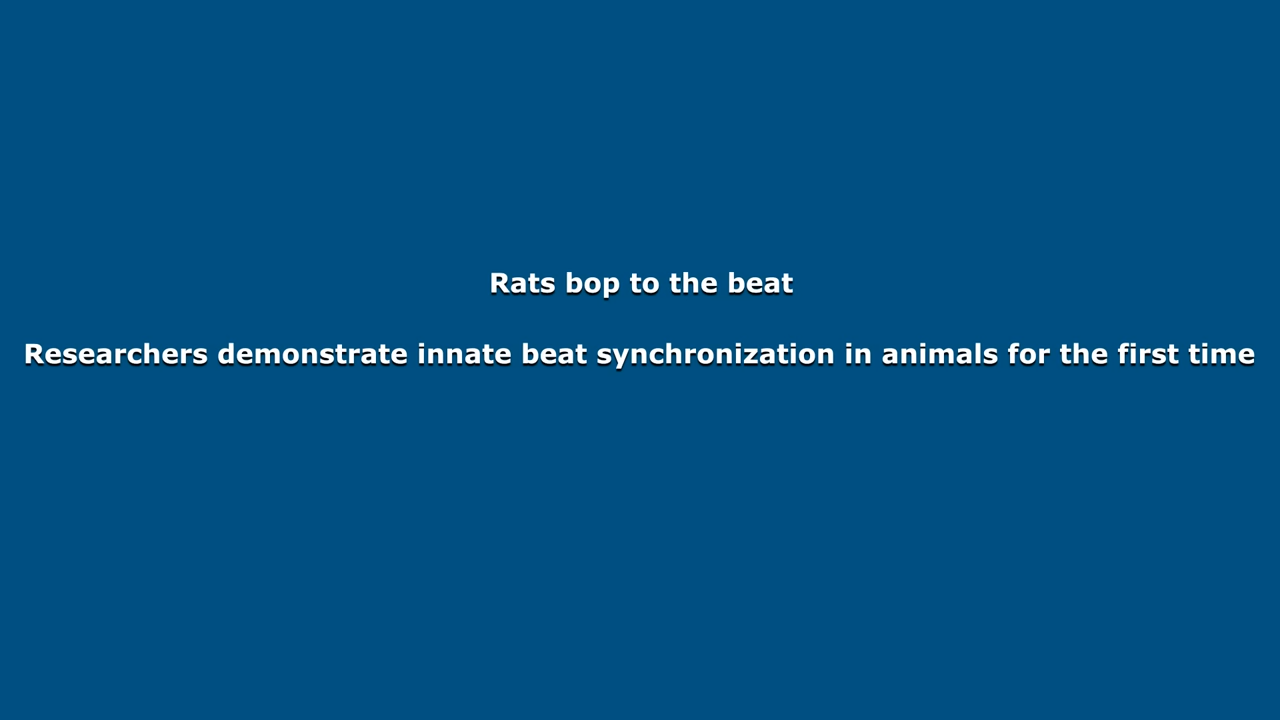 Rats bop to the beat
Researchers demonstrate innate beat synchronization in animals for the first time